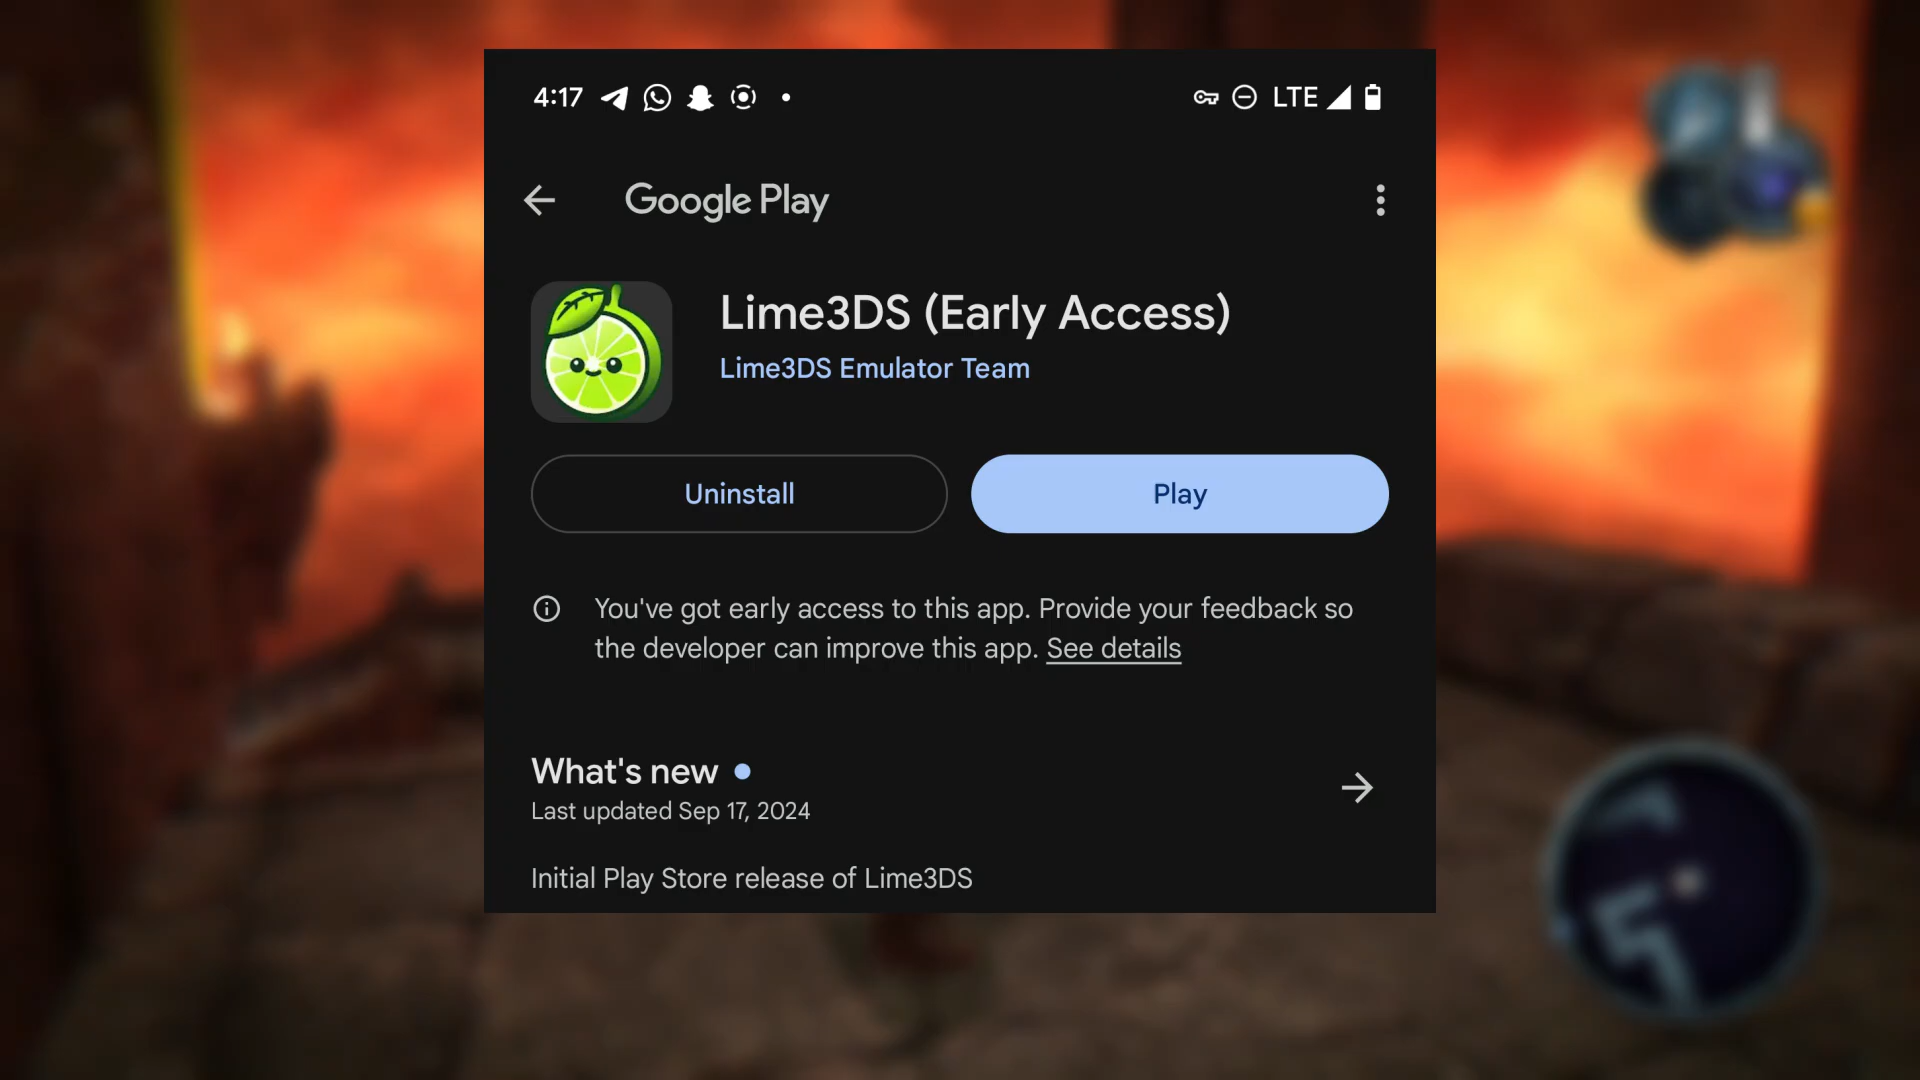 4:17 LTE
Google Play
Lime3DS (Early Access)
Lime3DS Emulator Team
Uninstall Play
You've got early access to this app. Provide your feedback so
the developer can improve this app. See details
What's new
Last updated Sep 17, 2024
Initial Play Store release of Lime3DS